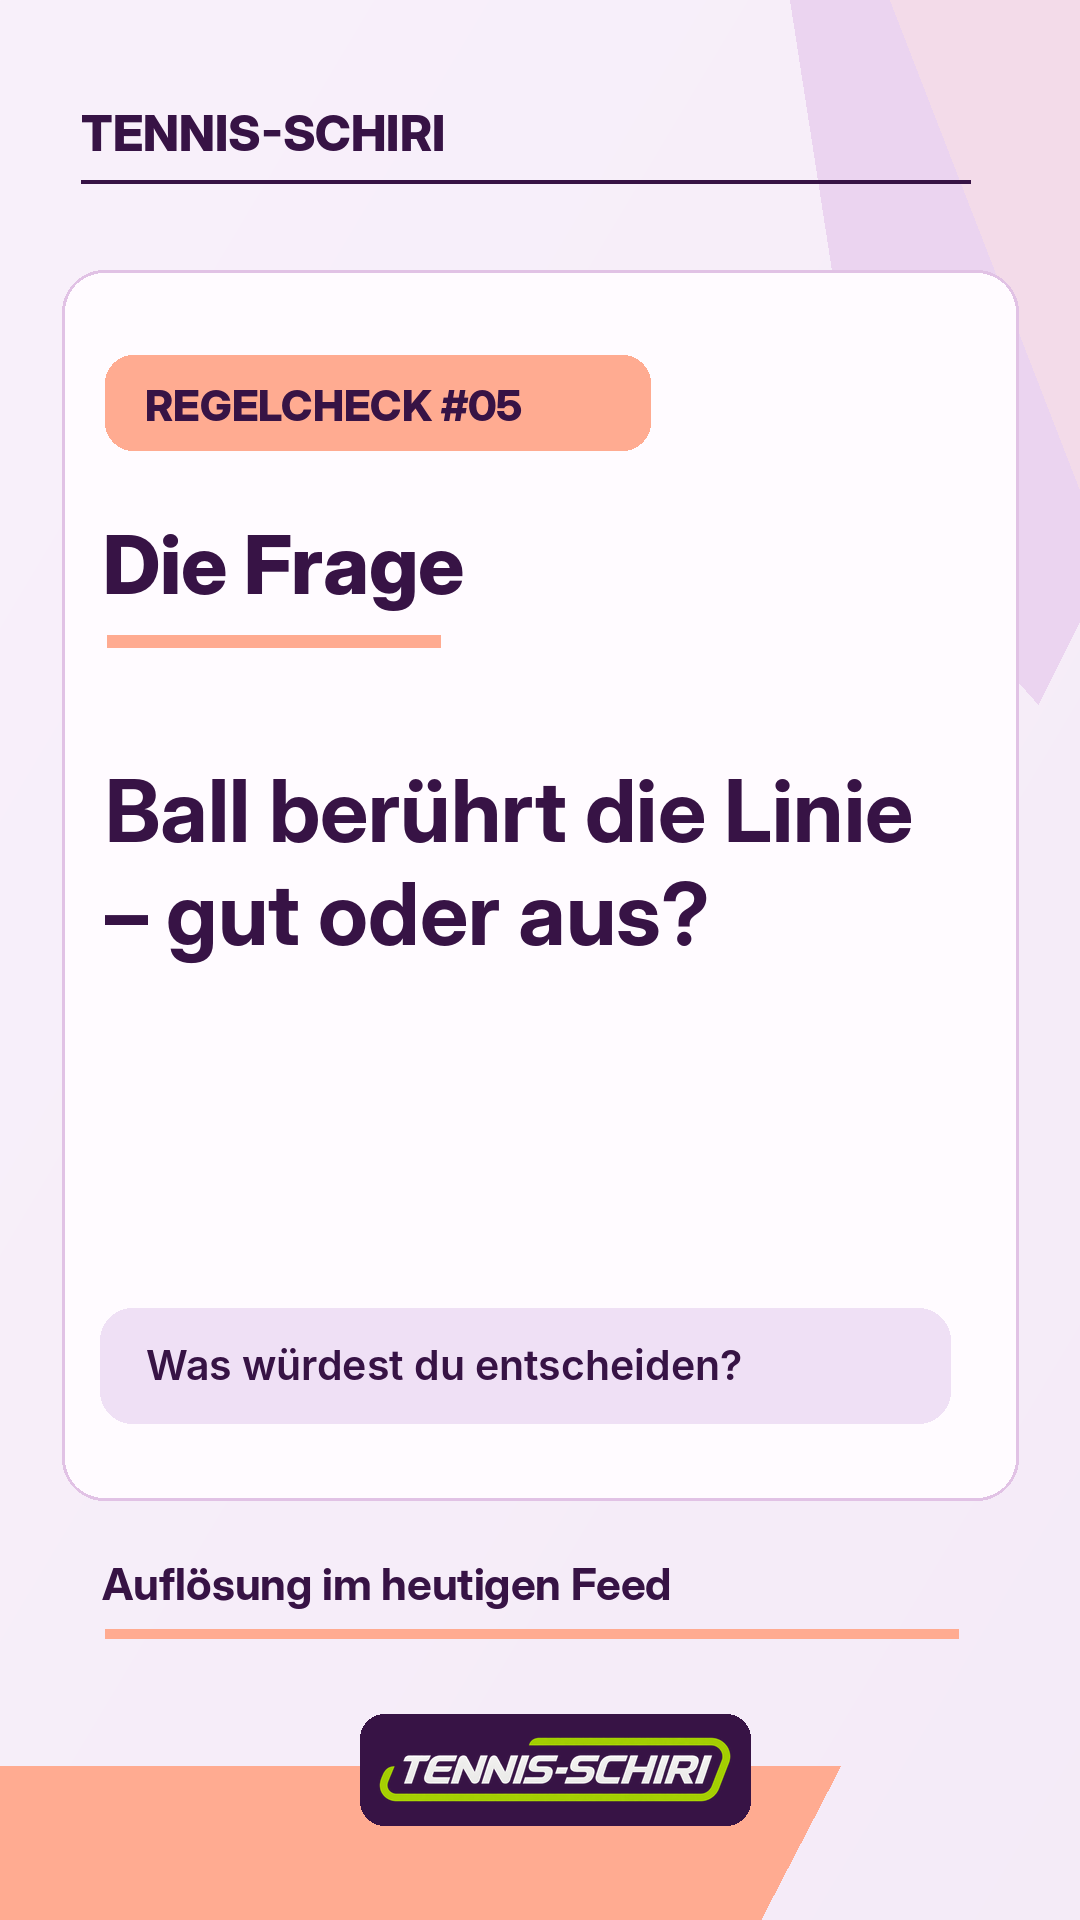 TENNIS-SCHIRI
REGELCHECK #05
Die Frage
Ball berührt die Linie
– gut oder aus?
Was würdest du entscheiden?
Auflösung im heutigen Feed
TENNIS-SCHIRI